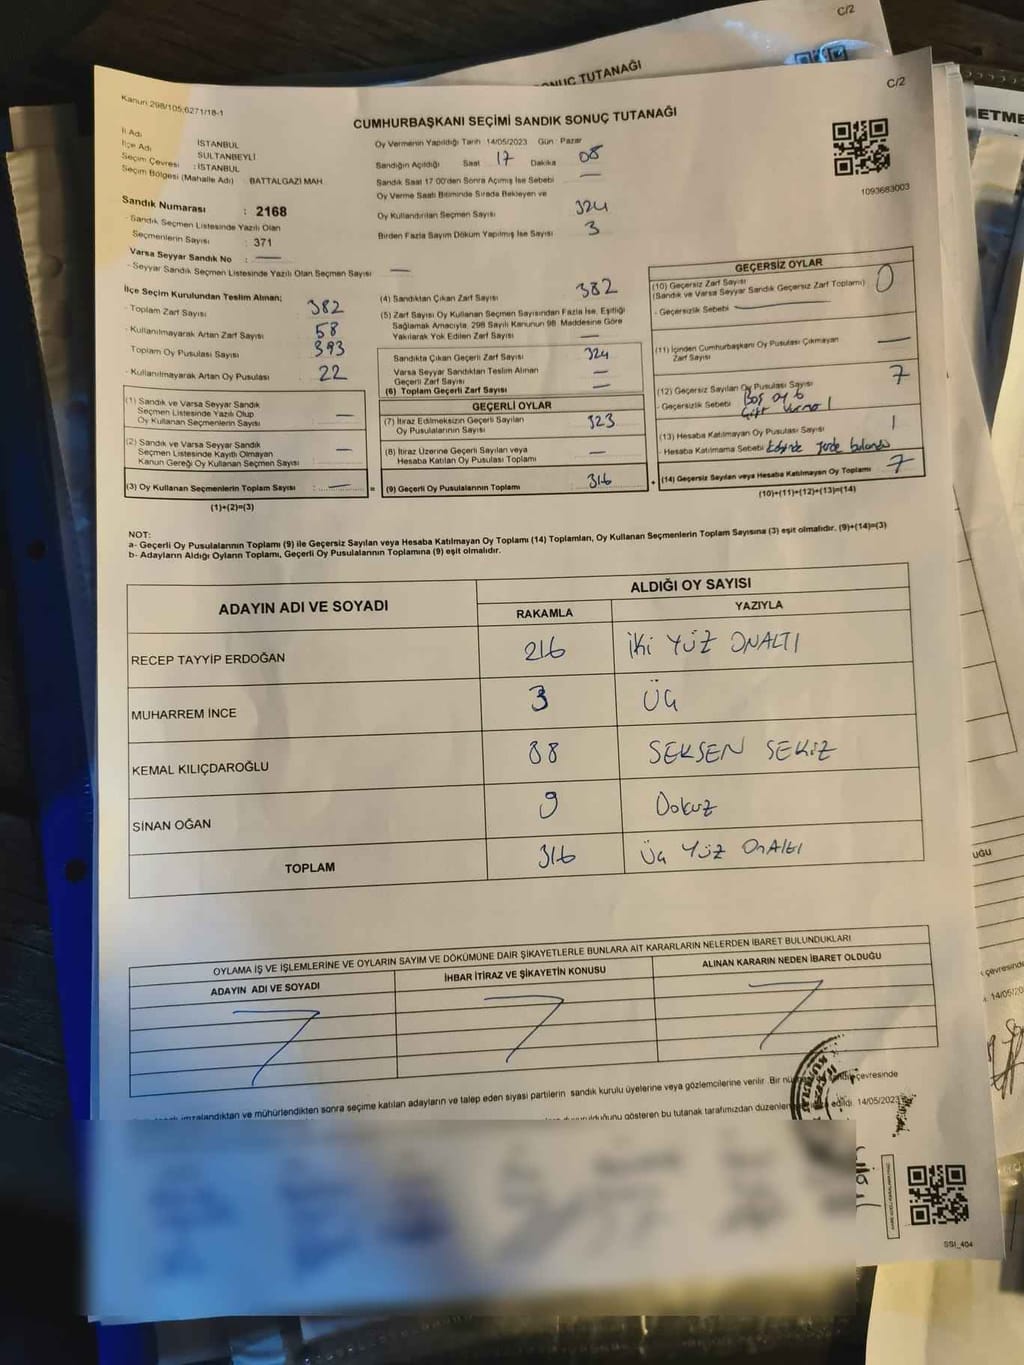 C/2
SONUÇ TUTANAĞI
C/2
Kanun 298/105,6271/18-1
CUMHURBAŞKANI SEÇİMİ SANDIK SONUÇ TUTANAĞI
İl Adı İSTANBUL
İlçe Adı SULTANBEYLİ
Seçim Çevresi : İSTANBUL
Seçim Bölgesi (Mahalle Adı) BATTALGAZİ MAH.
Oy Vermenin Yapıldığı Tarih 14/05/2023 Gün : Pazar
Sandığın Açıldığı Saat 17 Dakika 08
Sandık Saat 17 00'den Sonra Açımış İse Sebebi —
Oy Verme Saati Bitiminde Sırada Bekleyen ve
Oy Kullandırılan Seçmen Sayısı 324
Birden Fazla Sayım Döküm Yapılmış İse Sayısı 3
1093683003
Sandık Numarası : 2168
- Sandık Seçmen Listesinde Yazılı Olan
Seçmenlerin Sayısı : 371
Varsa Seyyar Sandık No : —
- Seyyar Sandık Seçmen Listesinde Yazılı Olan Seçmen Sayısı —
İlçe Seçim Kurulundan Teslim Alınan;
- Toplam Zarf Sayısı 382
- Kullanılmayarak Artan Zarf Sayısı 58
Toplam Oy Pusulası Sayısı 393
- Kullanılmayarak Artan Oy Pusulası 22
(1) Sandık ve Varsa Seyyar Sandık
Seçmen Listesinde Yazılı Olup
Oy Kullanan Seçmenlerin Sayısı —
(2) Sandık ve Varsa Seyyar Sandık
Seçmen Listesinde Kayıtlı Olmayan
Kanun Gereği Oy Kullanan Seçmen Sayısı —
(3) Oy Kullanan Seçmenlerin Toplam Sayısı : — =
(1)+(2)=(3)
(4) Sandıktan Çıkan Zarf Sayısı 382
(5) Zarf Sayısı Oy Kullanan Seçmen Sayısından Fazla İse, Eşitliği
Sağlamak Amacıyla, 298 Sayılı Kanunun 98. Maddesine Göre
Yakılarak Yok Edilen Zarf Sayısı —
Sandıkta Çıkan Geçerli Zarf Sayısı 324
Varsa Seyyar Sandıktan Teslim Alınan
Geçerli Zarf Sayısı —
(6) Toplam Geçerli Zarf Sayısı —
GEÇERLİ OYLAR
(7) İtiraz Edilmeksizin Geçerli Sayılan
Oy Pusulalarının Sayısı 323
(8) İtiraz Üzerine Geçerli Sayılan veya
Hesaba Katılan Oy Pusulası Toplamı —
(9) Geçerli Oy Pusulalarının Toplamı 316 +
GEÇERSİZ OYLAR
(10) Geçersiz Zarf Sayısı 0
(Sandık ve Varsa Seyyar Sandık Geçersiz Zarf Toplamı)
- Geçersizlik Sebebi —
(11) İçinden Cumhurbaşkanı Oy Pusulası Çıkmayan
Zarf Sayısı —
(12) Geçersiz Sayılan Oy Pusulası Sayısı 7
- Geçersizlik Sebebi Boş oy 6
Çift 1
(13) Hesaba Katılmayan Oy Pusulası Sayısı 1
- Hesaba Katılmama Sebebi
(14) Geçersiz Sayılan veya Hesaba Katılmayan Oy Toplamı 7
(10)+(11)+(12)+(13)=(14)
NOT:
a- Geçerli Oy Pusulalarının Toplamı (9) ile Geçersiz Sayılan veya Hesaba Katılmayan Oy Toplamı (14) Toplamları, Oy Kullanan Seçmenlerin Toplam Sayısına (3) eşit olmalıdır. (9)+(14)=(3)
b- Adayların Aldığı Oyların Toplamı, Geçerli Oy Pusulalarının Toplamına (9) eşit olmalıdır.
ADAYIN ADI VE SOYADI ALDIĞI OY SAYISI
RAKAMLA YAZIYLA
RECEP TAYYİP ERDOĞAN 216 İki YÜZ ONALTI
MUHARREM İNCE 3 Üç
KEMAL KILIÇDAROĞLU 88 SEKSEN SEKiZ
SİNAN OĞAN 9 Dokuz
TOPLAM 316 Üç YÜZ OnAltı
OYLAMA İŞ VE İŞLEMLERİNE VE OYLARIN SAYIM VE DÖKÜMÜNE DAİR ŞİKAYETLERLE BUNLARA AİT KARARLARIN NELERDEN İBARET BULUNDUKLARI
ADAYIN ADI VE SOYADI İHBAR İTİRAZ VE ŞİKAYETİN KONUSU ALINAN KARARIN NEDEN İBARET OLDUĞU
imzalandıktan ve mühürlendikten sonra seçime katılan adayların ve talep eden siyasi partilerin sandık kurulu üyelerine veya gözlemcilerine verilir. Bir çevresinde
gösteren bu tutanak tarafımızdan edildi. 14/05/2023
SSI_404